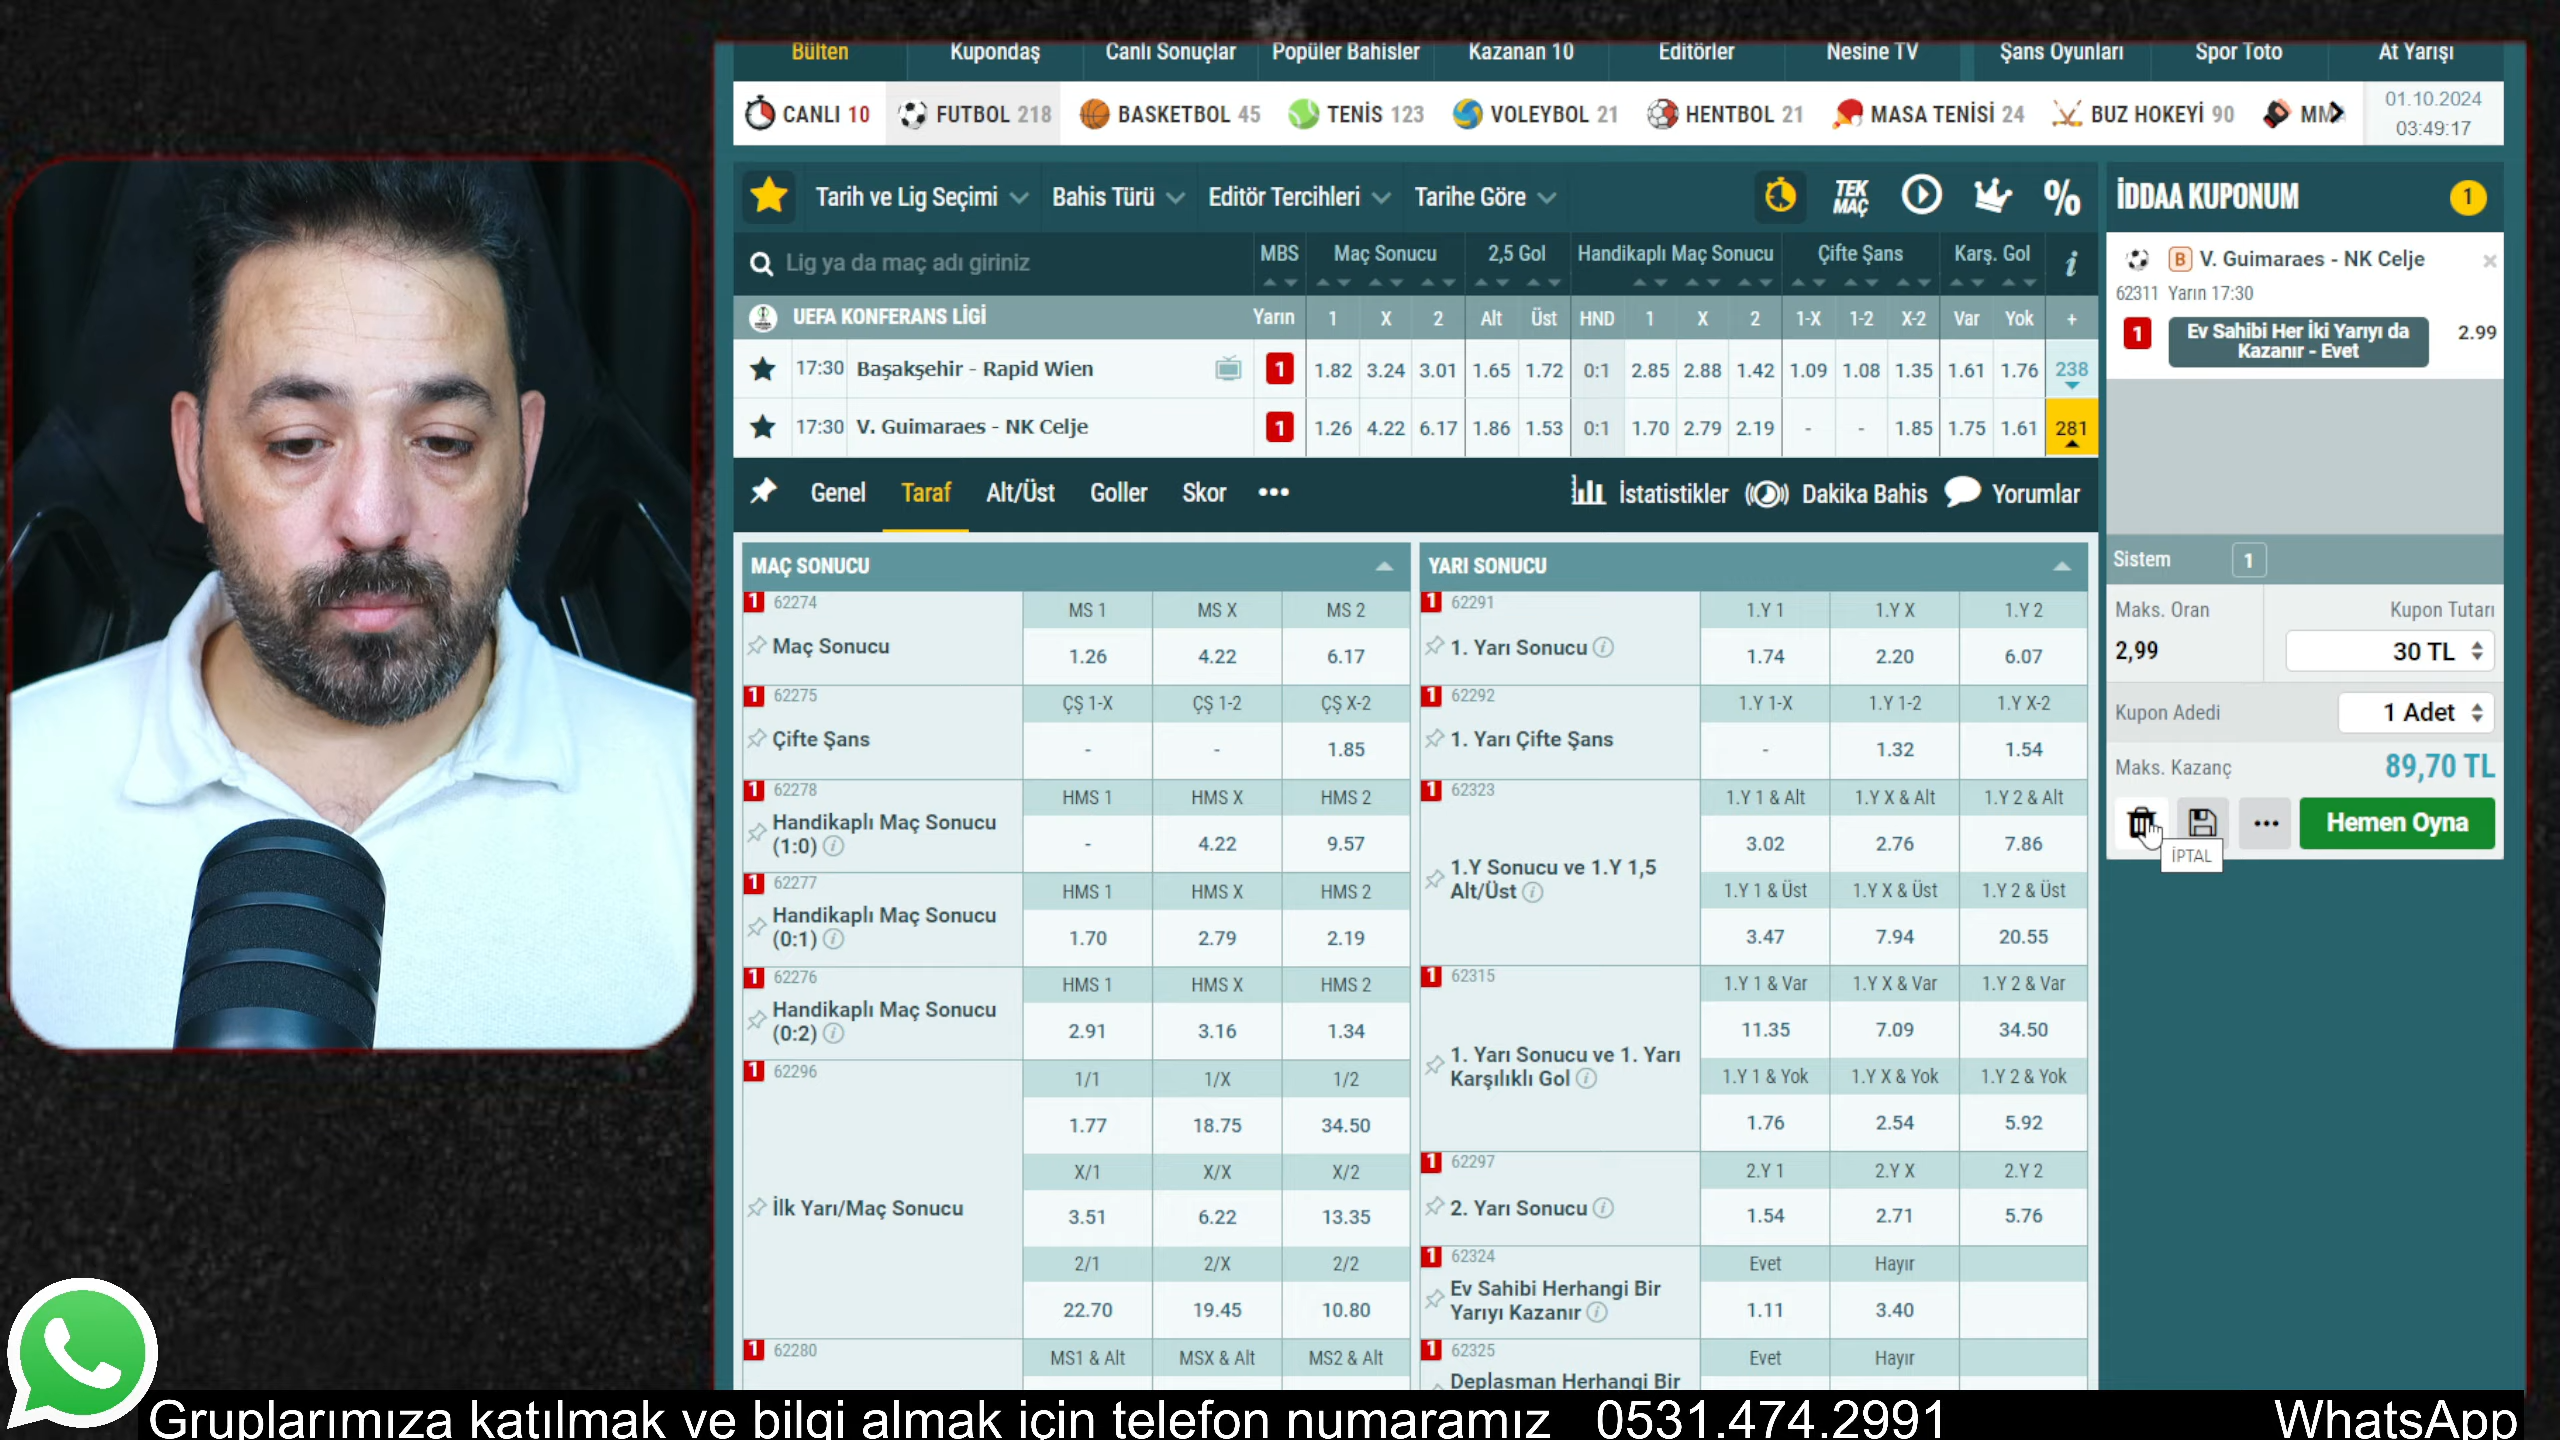 Bülten Kupondaş Canlı Sonuçlar Popüler Bahisler Kazanan 10 Editörler Nesine TV Şans Oyunları Spor Toto At Yarışı
CANLI 10 FUTBOL 218 BASKETBOL 45 TENİS 123 VOLEYBOL 21 HENTBOL 21 MASA TENİSİ 24 BUZ HOKEYİ 90
01.10.2024
03:49:17
Tarih ve Lig Seçimi Bahis Türü Editör Tercihleri Tarihe Göre TEK MAÇ %
Lig ya da maç adı giriniz MBS Maç Sonucu 2,5 Gol Handikaplı Maç Sonucu Çifte Şans Karş. Gol i
UEFA KONFERANS LİGİ Yarın 1 X 2 Alt Üst HND 1 X 2 1-X 1-2 X-2 Var Yok +
17:30 Başakşehir - Rapid Wien 1 1.82 3.24 3.01 1.65 1.72 0:1 2.85 2.88 1.42 1.09 1.08 1.35 1.61 1.76 238
17:30 V. Guimaraes - NK Celje 1 1.26 4.22 6.17 1.86 1.53 0:1 1.70 2.79 2.19 - - 1.85 1.75 1.61 281
Genel Taraf Alt/Üst Goller Skor ••• İstatistikler Dakika Bahis Yorumlar
MAÇ SONUCU
1 62274 MS 1 MS X MS 2
Maç Sonucu 1.26 4.22 6.17
1 62275 ÇŞ 1-X ÇŞ 1-2 ÇŞ X-2
Çifte Şans - - 1.85
1 62278 HMS 1 HMS X HMS 2
Handikaplı Maç Sonucu
(1:0) - 4.22 9.57
1 62277 HMS 1 HMS X HMS 2
Handikaplı Maç Sonucu
(0:1) 1.70 2.79 2.19
1 62276 HMS 1 HMS X HMS 2
Handikaplı Maç Sonucu
(0:2) 2.91 3.16 1.34
1 62296 1/1 1/X 1/2
1.77 18.75 34.50
X/1 X/X X/2
İlk Yarı/Maç Sonucu 3.51 6.22 13.35
2/1 2/X 2/2
22.70 19.45 10.80
1 62280 MS1 & Alt MSX & Alt MS2 & Alt
YARI SONUCU
1 62291 1.Y 1 1.Y X 1.Y 2
1. Yarı Sonucu 1.74 2.20 6.07
1 62292 1.Y 1-X 1.Y 1-2 1.Y X-2
1. Yarı Çifte Şans - 1.32 1.54
1 62323 1.Y 1 & Alt 1.Y X & Alt 1.Y 2 & Alt
3.02 2.76 7.86
1.Y Sonucu ve 1.Y 1,5
Alt/Üst 1.Y 1 & Üst 1.Y X & Üst 1.Y 2 & Üst
3.47 7.94 20.55
1 62315 1.Y 1 & Var 1.Y X & Var 1.Y 2 & Var
11.35 7.09 34.50
1. Yarı Sonucu ve 1. Yarı
Karşılıklı Gol 1.Y 1 & Yok 1.Y X & Yok 1.Y 2 & Yok
1.76 2.54 5.92
1 62297 2.Y 1 2.Y X 2.Y 2
2. Yarı Sonucu 1.54 2.71 5.76
1 62324 Evet Hayır
Ev Sahibi Herhangi Bir
Yarıyı Kazanır 1.11 3.40
1 62325 Evet Hayır
Deplasman Herhangi Bir
İDDAA KUPONUM 1
B V. Guimaraes - NK Celje
62311 Yarın 17:30
1 Ev Sahibi Her İki Yarıyı da
Kazanır - Evet 2.99
Sistem 1
Maks. Oran Kupon Tutarı
2,99 30 TL
Kupon Adedi 1 Adet
Maks. Kazanç 89,70 TL
••• Hemen Oyna
İPTAL
Gruplarımıza katılmak ve bilgi almak için telefon numaramız 0531.474.2991 WhatsApp